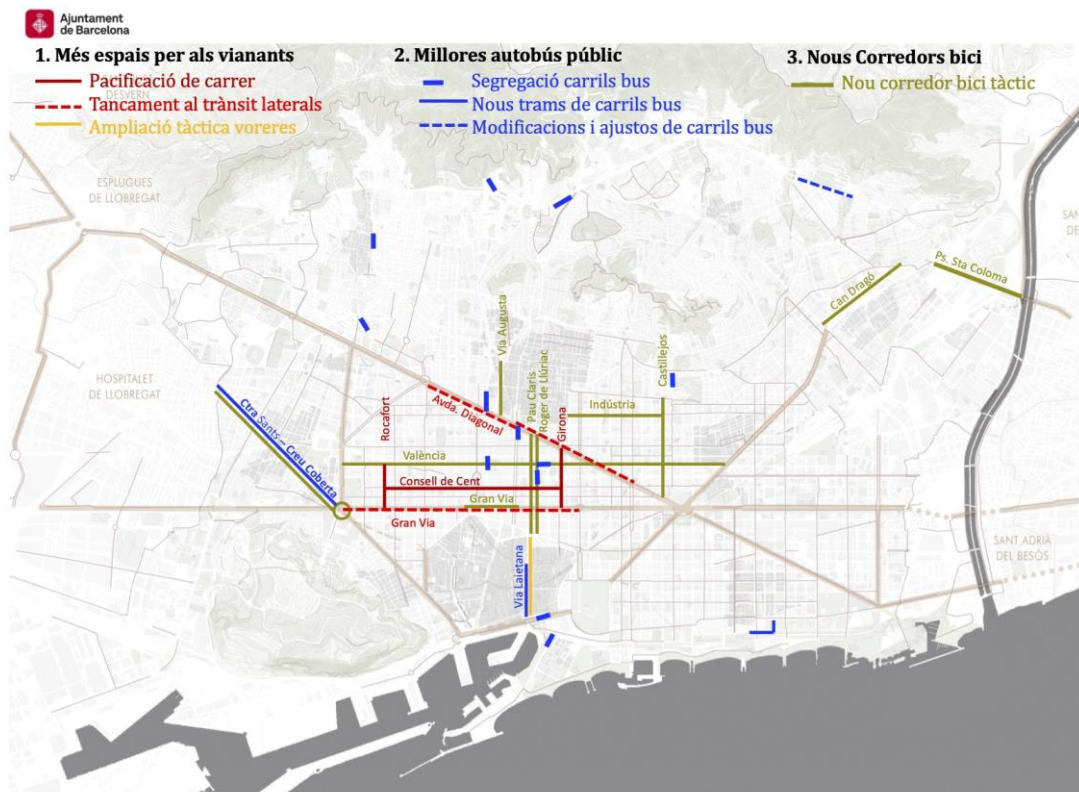 Ajuntament
de Barcelona
1. Més espais per als vianants
Pacificació de carrer
Tancament al trànsit laterals
Ampliació tàctica voreres
2. Millores autobús públic
Segregació carrils bus
Nous trams de carrils bus
Modificacions i ajustos de carrils bus
3. Nous Corredors bici
Nou corredor bici tàctic
DESVERN
ESPLUGUES
DE LLOBREGAT
HOSPITALET
DE LLOBREGAT
Ps. Sta Coloma
Can Dragó
Via Augusta
Castillejos
Pau Claris
Roger de Llúriac
Indústria
Rocafort
Avda. Diagonal
Girona
Ctra Sants – Creu Coberta
València
Consell de Cent
Gran Via
Gran Via
Via Laietana
SANT ADRIÀ
DEL BESÒS